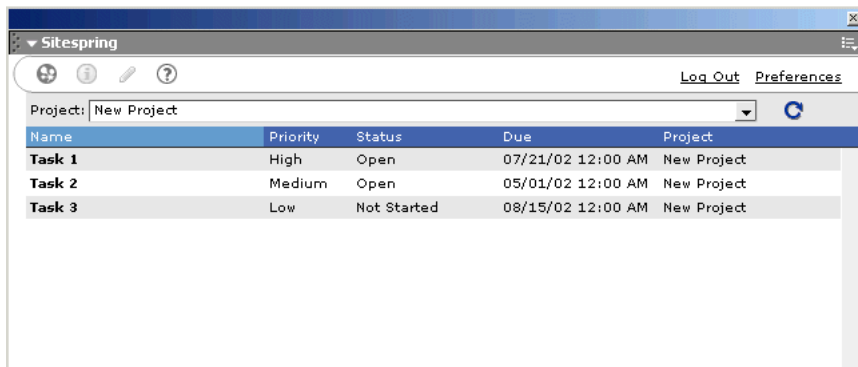 Sitespring
Log Out Preferences
Project: New Project
Name Priority Status Due Project
Task 1 High Open 07/21/02 12:00 AM New Project
Task 2 Medium Open 05/01/02 12:00 AM New Project
Task 3 Low Not Started 08/15/02 12:00 AM New Project